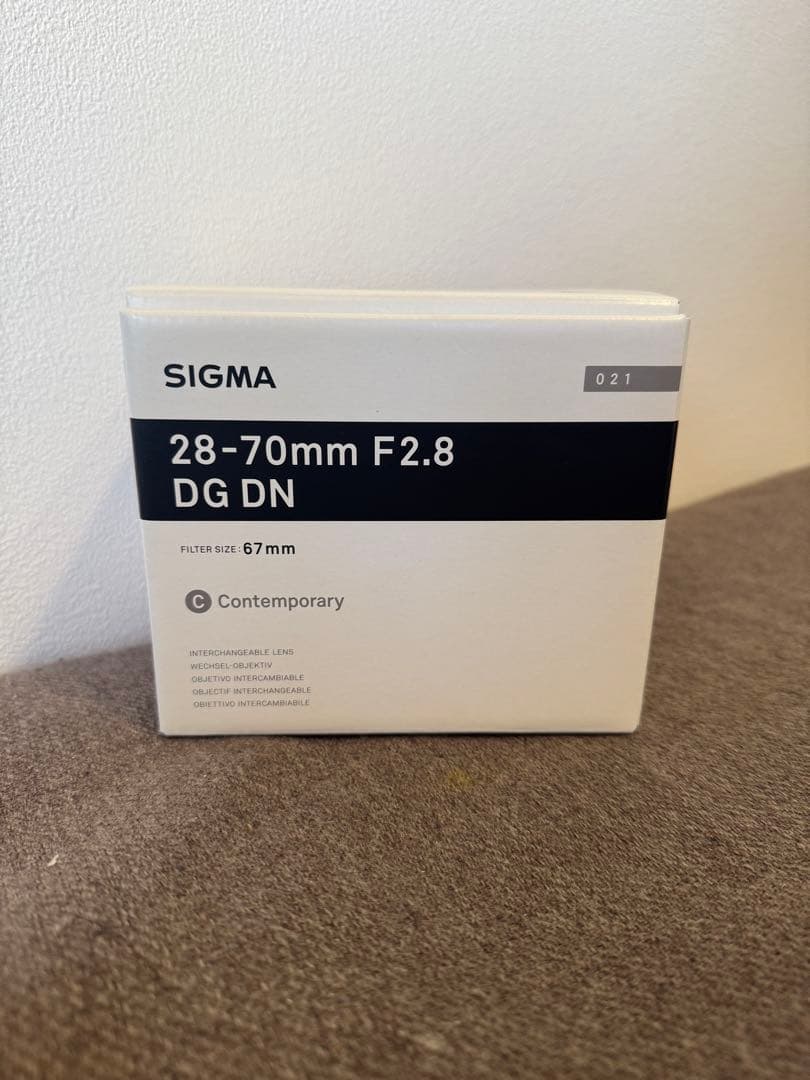 SIGMA
021
28-70mm F2.8
DG DN
FILTER SIZE: 67mm
C Contemporary
INTERCHANGEABLE LENS
WECHSEL-OBJEKTIV
OBJETIVO INTERCAMBIABLE
OBJECTIF INTERCHANGEABLE
OBIETTIVO INTERCAMBIABILE